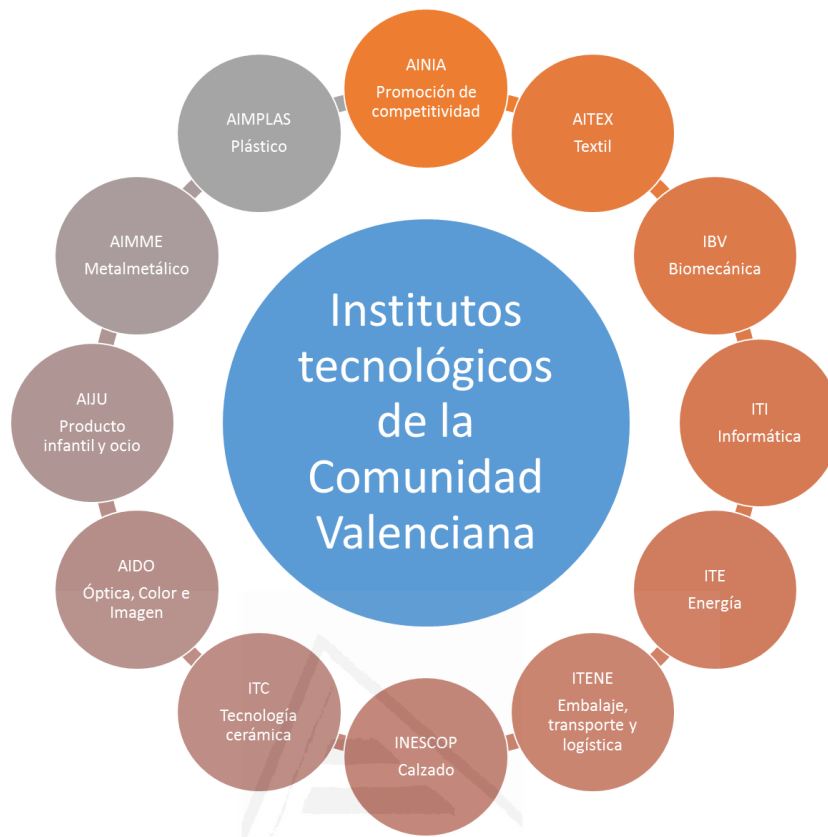 AINIA
Promoción de
competitividad
AITEX
Textil
IBV
Biomecánica
ITI
Informática
ITE
Energía
ITENE
Embalaje,
transporte y
logística
INESCOP
Calzado
ITC
Tecnología
cerámica
AIDO
Óptica, Color e
Imagen
AIJU
Producto
infantil y ocio
AIMME
Metalmetálico
AIMPLAS
Plástico
Institutos
tecnológicos
de la
Comunidad
Valenciana